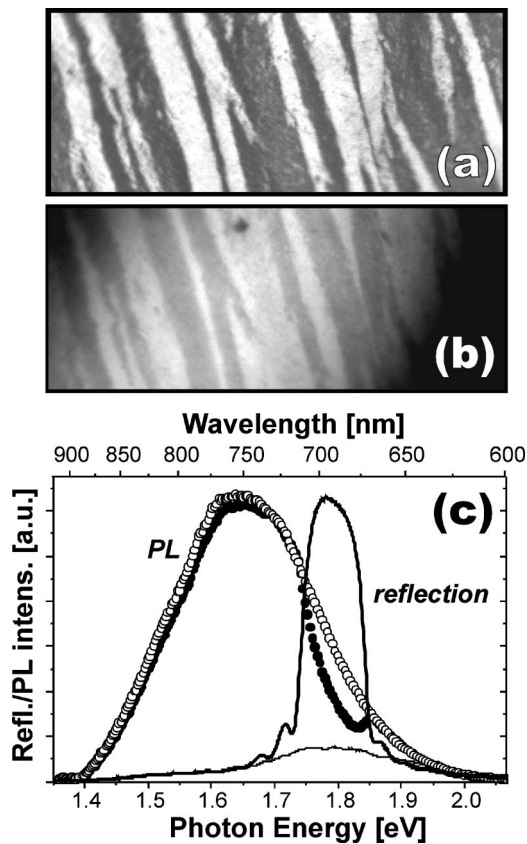 (a)
(b)
Wavelength [nm]
900 850 800 750 700 650 600
(c)
PL
reflection
Refl./PL intens. [a.u.]
1.4 1.5 1.6 1.7 1.8 1.9 2.0
Photon Energy [eV]